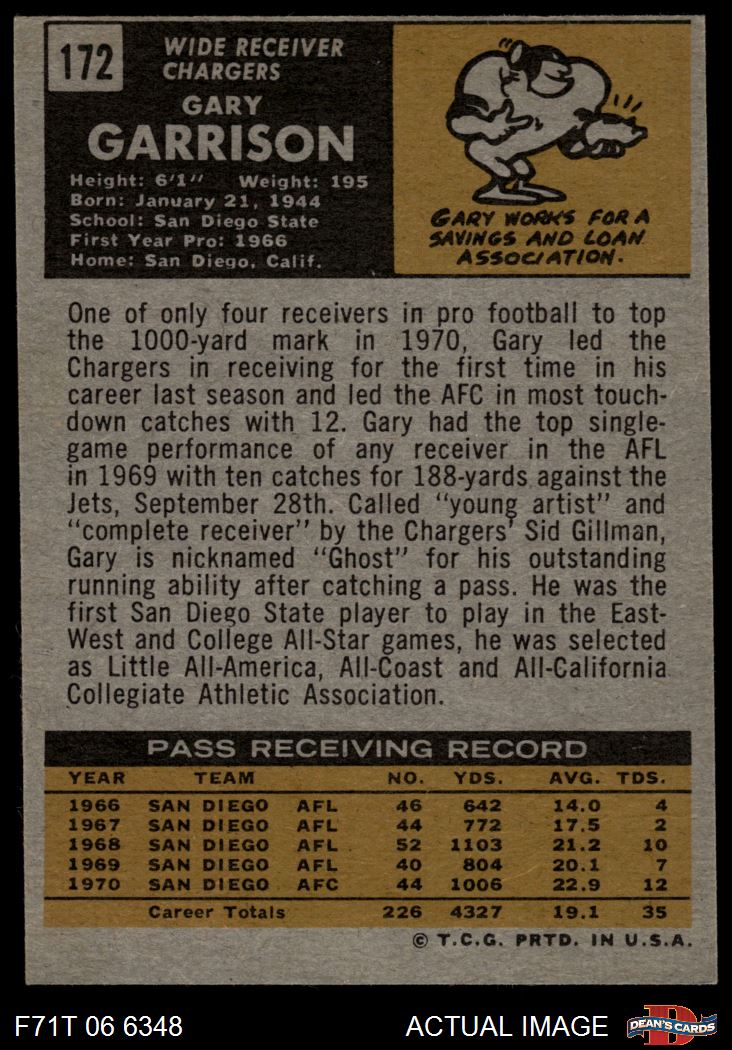 172
WIDE RECEIVER
CHARGERS
GARY
GARRISON
Height: 6'1" Weight: 195
Born: January 21, 1944
School: San Diego State
First Year Pro: 1966
Home: San Diego, Calif.
GARY WORKS FOR A
SAVINGS AND LOAN
ASSOCIATION.
One of only four receivers in pro football to top
the 1000-yard mark in 1970, Gary led the
Chargers in receiving for the first time in his
career last season and led the AFC in most touch-
down catches with 12. Gary had the top single-
game performance of any receiver in the AFL
in 1969 with ten catches for 188-yards against the
Jets, September 28th. Called "young artist" and
"complete receiver" by the Chargers' Sid Gillman,
Gary is nicknamed "Ghost" for his outstanding
running ability after catching a pass. He was the
first San Diego State player to play in the East-
West and College All-Star games, he was selected
as Little All-America, All-Coast and All-California
Collegiate Athletic Association.
PASS RECEIVING RECORD
YEAR TEAM NO. YDS. AVG. TDS.
1966 SAN DIEGO AFL 46 642 14.0 4
1967 SAN DIEGO AFL 44 772 17.5 2
1968 SAN DIEGO AFL 52 1103 21.2 10
1969 SAN DIEGO AFL 40 804 20.1 7
1970 SAN DIEGO AFC 44 1006 22.9 12
Career Totals 226 4327 19.1 35
© T.C.G. PRTD. IN U.S.A.
F71T 06 6348 ACTUAL IMAGE D DEAN'S CARDS